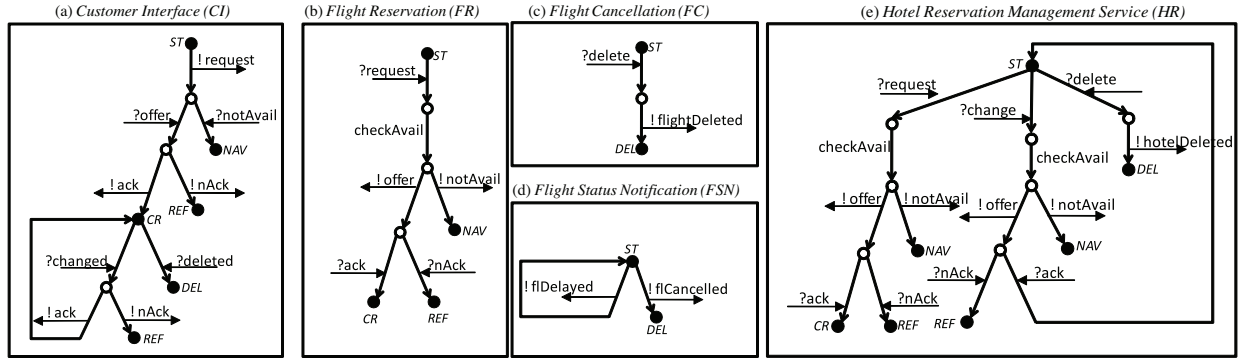 (a) Customer Interface (CI)
ST
! request
?offer
?notAvail
NAV
! ack
! nAck
REF
CR
?changed
?deleted
DEL
! ack
! nAck
REF
(b) Flight Reservation (FR)
ST
?request
checkAvail
! offer
! notAvail
NAV
?ack
?nAck
CR
REF
(c) Flight Cancellation (FC)
ST
?delete
! flightDeleted
DEL
(d) Flight Status Notification (FSN)
ST
! flDelayed
! flCancelled
DEL
(e) Hotel Reservation Management Service (HR)
ST
?request
?delete
?change
checkAvail
checkAvail
! hotelDeleted
DEL
! offer
! notAvail
! offer
! notAvail
NAV
NAV
?nAck
?ack
?ack
?nAck
CR
REF
REF